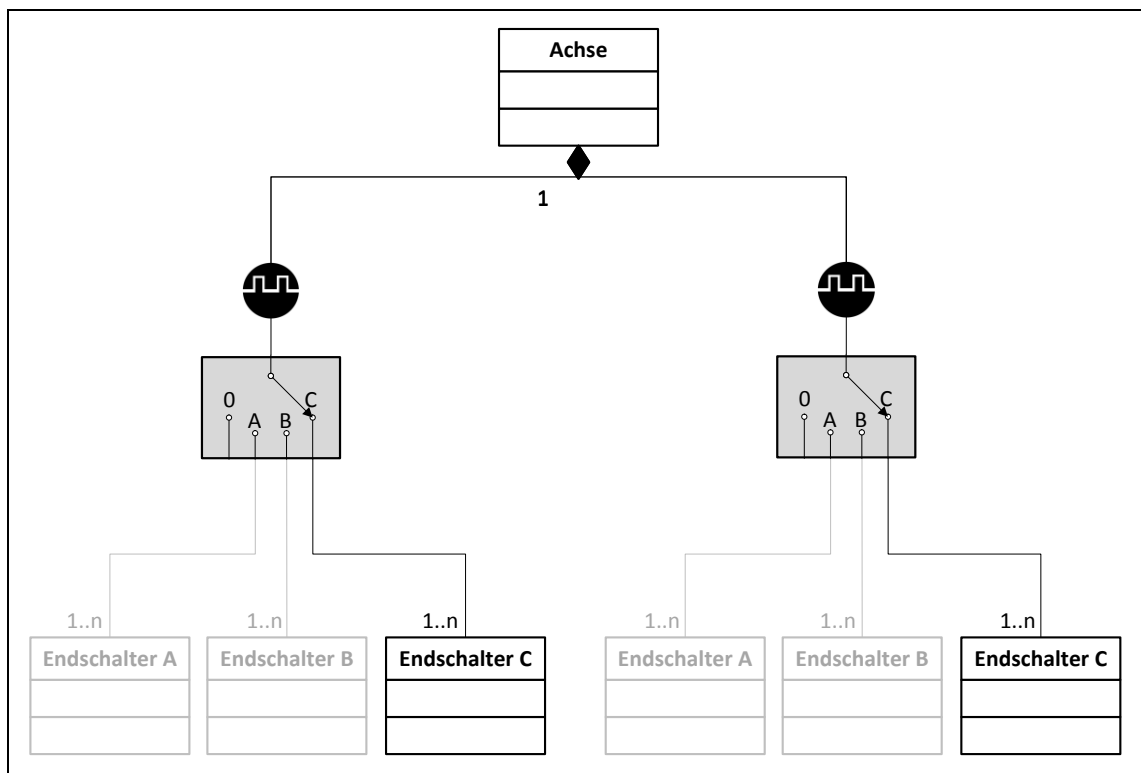 Achse
1
0 A B C
0 A B C
1..n 1..n 1..n 1..n 1..n 1..n
Endschalter A Endschalter B Endschalter C Endschalter A Endschalter B Endschalter C